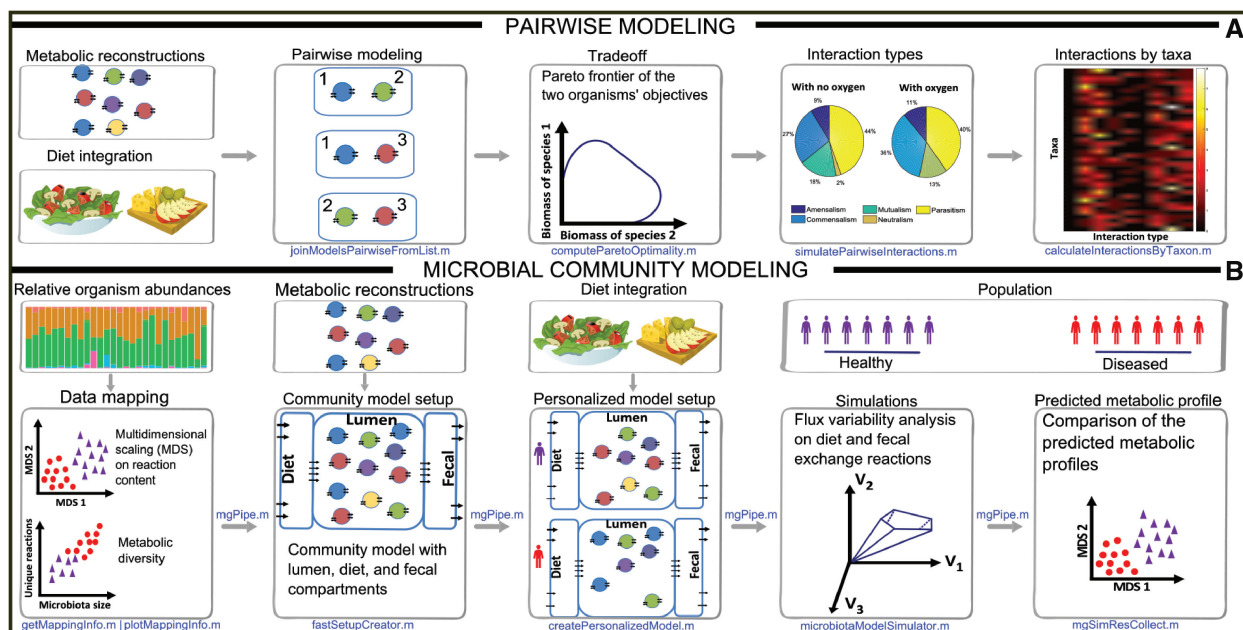 PAIRWISE MODELING
A
Metabolic reconstructions
Diet integration
Pairwise modeling
1
2
1
3
2
3
joinModelsPairwiseFromList.m
Tradeoff
Pareto frontier of the
two organisms' objectives
Biomass of species 1
Biomass of species 2
computeParetoOptimality.m
Interaction types
With no oxygen
With oxygen
9%
44%
27%
18%
2%
11%
40%
36%
13%
Amensalism
Mutualism
Parasitism
Commensalism
Neutralism
simulatePairwiseInteractions.m
Interactions by taxa
Taxa
Interaction type
calculateInteractionsByTaxon.m
MICROBIAL COMMUNITY MODELING
B
Relative organism abundances
Metabolic reconstructions
Diet integration
Population
Healthy
Diseased
Data mapping
MDS 2
MDS 1
Multidimensional
scaling (MDS)
on reaction
content
Unique reactions
Microbiota size
Metabolic
diversity
getMappingInfo.m | plotMappingInfo.m
mgPipe.m
Community model setup
Lumen
Diet
Fecal
Community model with
lumen, diet, and fecal
compartments
fastSetupCreator.m
mgPipe.m
Personalized model setup
Lumen
Diet
Fecal
Lumen
Diet
Fecal
createPersonalizedModel.m
mgPipe.m
Simulations
Flux variability analysis
on diet and fecal
exchange reactions
V2
V1
V3
microbiotaModelSimulator.m
mgPipe.m
Predicted metabolic profile
Comparison of the
predicted metabolic
profiles
MDS 2
MDS 1
mgSimResCollect.m